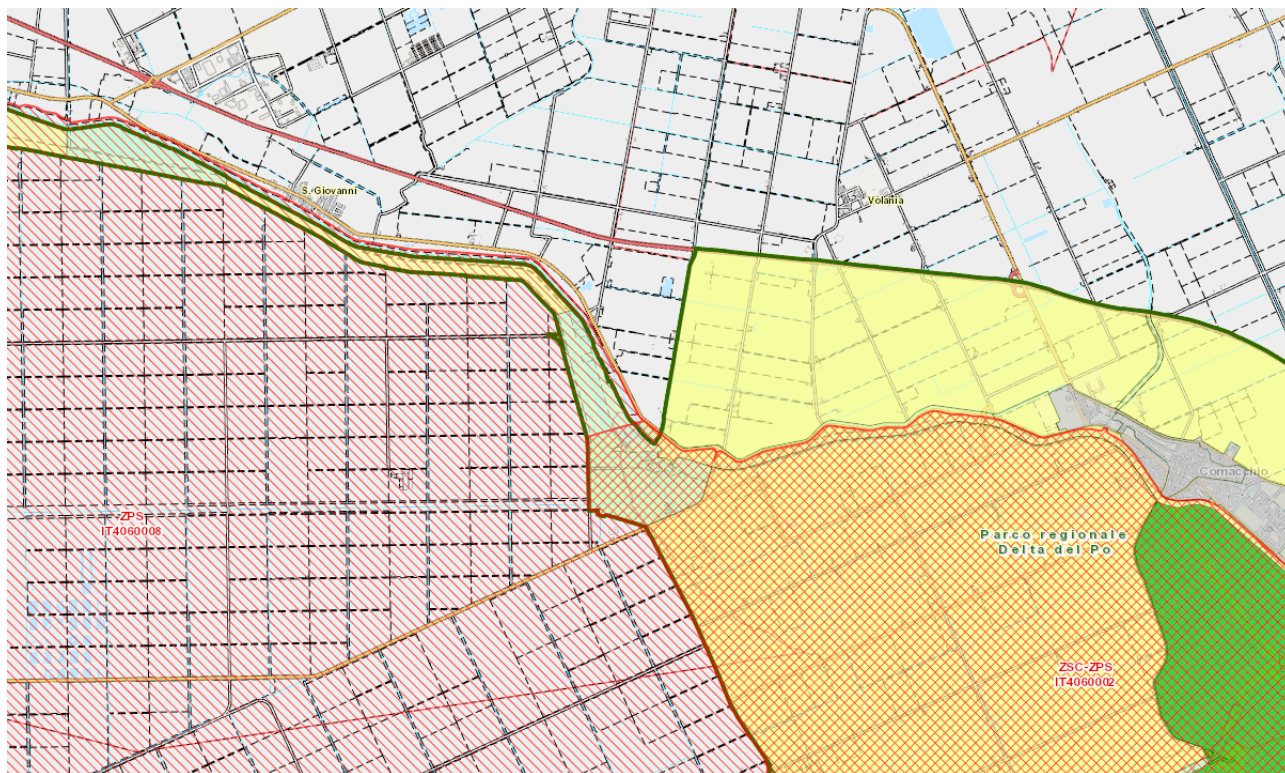 S. Giovanni
Volania
Comacchio
ZPS
IT4060008
Parco regionale
Delta del Po
ZSC-ZPS
IT4060002